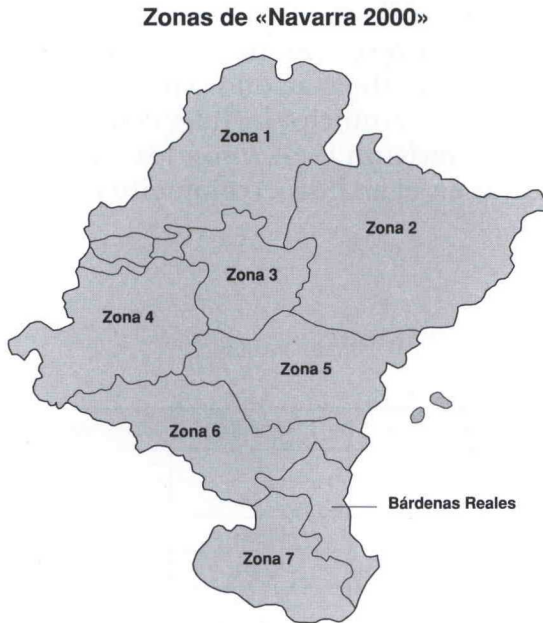 Zonas de «Navarra 2000»
Zona 1
Zona 2
Zona 3
Zona 4
Zona 5
Zona 6
Bárdenas Reales
Zona 7